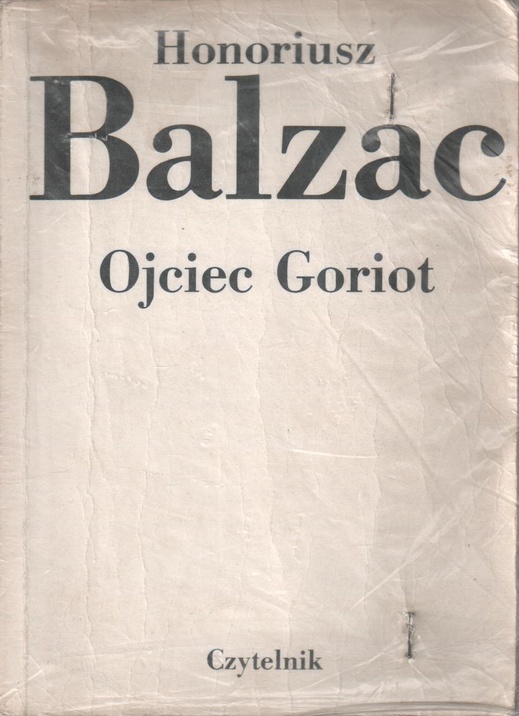 Honoriusz
Balzac
Ojciec Goriot
Czytelnik